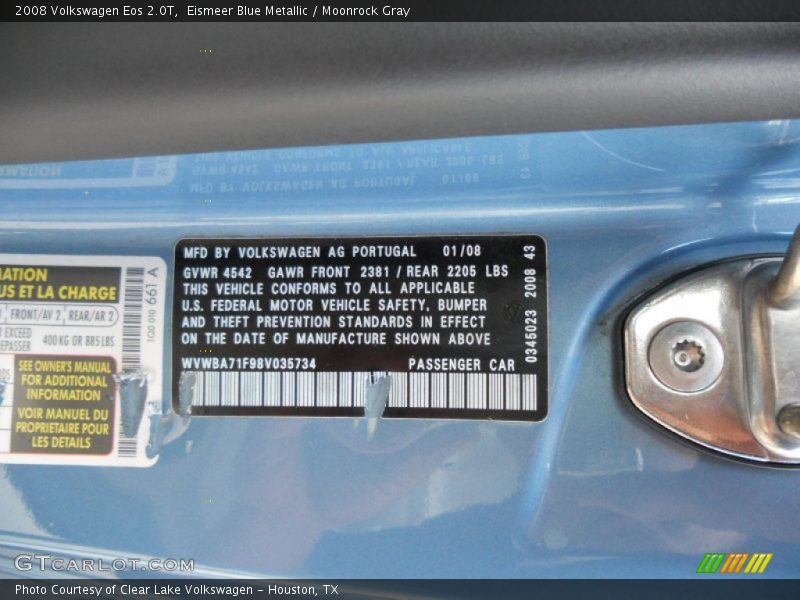 2008 Volkswagen Eos 2.0T, Eismeer Blue Metallic / Moonrock Gray
MFD BY VOLKSWAGEN AG PORTUGAL 01/08
GVWR 4542 GAWR FRONT 2381 / REAR 2205 LBS
THIS VEHICLE CONFORMS TO ALL APPLICABLE
U.S. FEDERAL MOTOR VEHICLE SAFETY, BUMPER
AND THEFT PREVENTION STANDARDS IN EFFECT
ON THE DATE OF MANUFACTURE SHOWN ABOVE
WVWBA71F98V035734 PASSENGER CAR
0345023 2008 43
US ET LA CHARGE
FRONT/AV 2 REAR/AR 2
EXCEED
400 KG OR 885 LBS
SEE OWNER'S MANUAL
FOR ADDITIONAL
INFORMATION
VOIR MANUEL DU
PROPRIETAIRE POUR
LES DETAILS
661 A
GTCARLOT.COM
Photo Courtesy of Clear Lake Volkswagen - Houston, TX